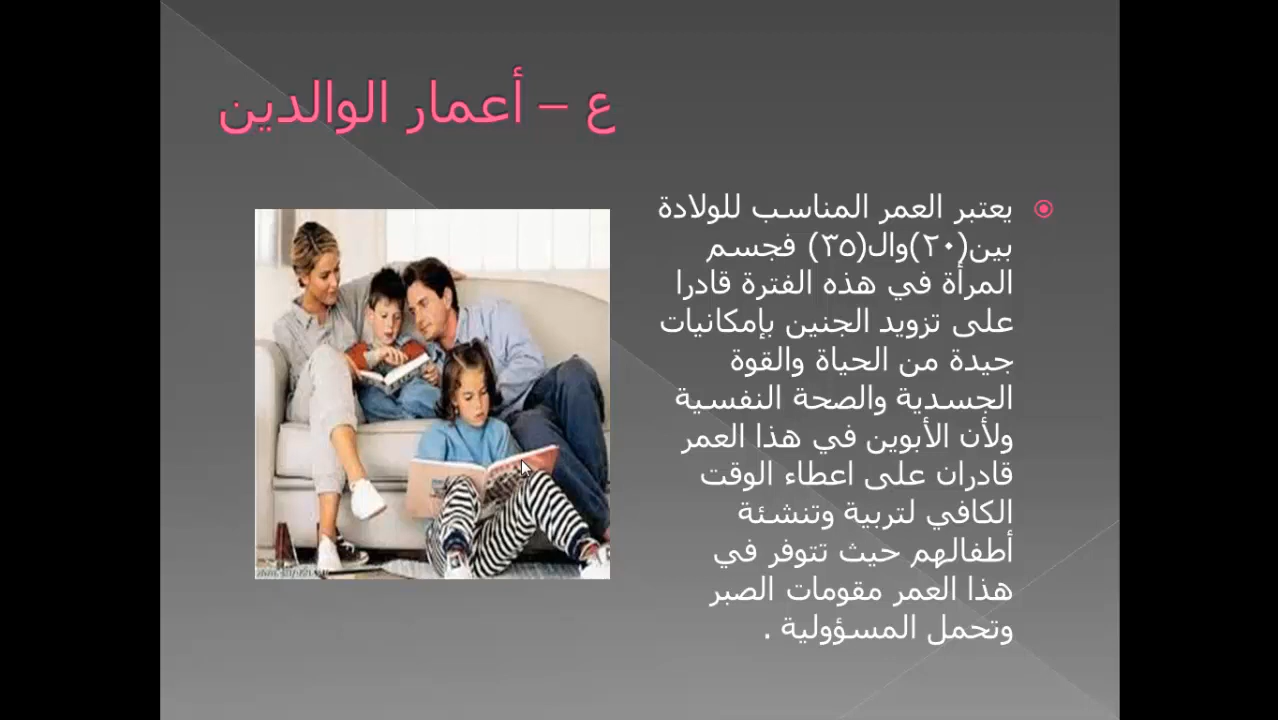 ع – أعمار الوالدين
يعتبر العمر المناسب للولادة
بين(٢٠)وال(٣٥) فجسم
المرأة في هذه الفترة قادرا
على تزويد الجنين بإمكانيات
جيدة من الحياة والقوة
الجسدية والصحة النفسية
ولأن الأبوين في هذا العمر
قادران على اعطاء الوقت
الكافي لتربية وتنشئة
أطفالهم حيث تتوفر في
هذا العمر مقومات الصبر
وتحمل المسؤولية .